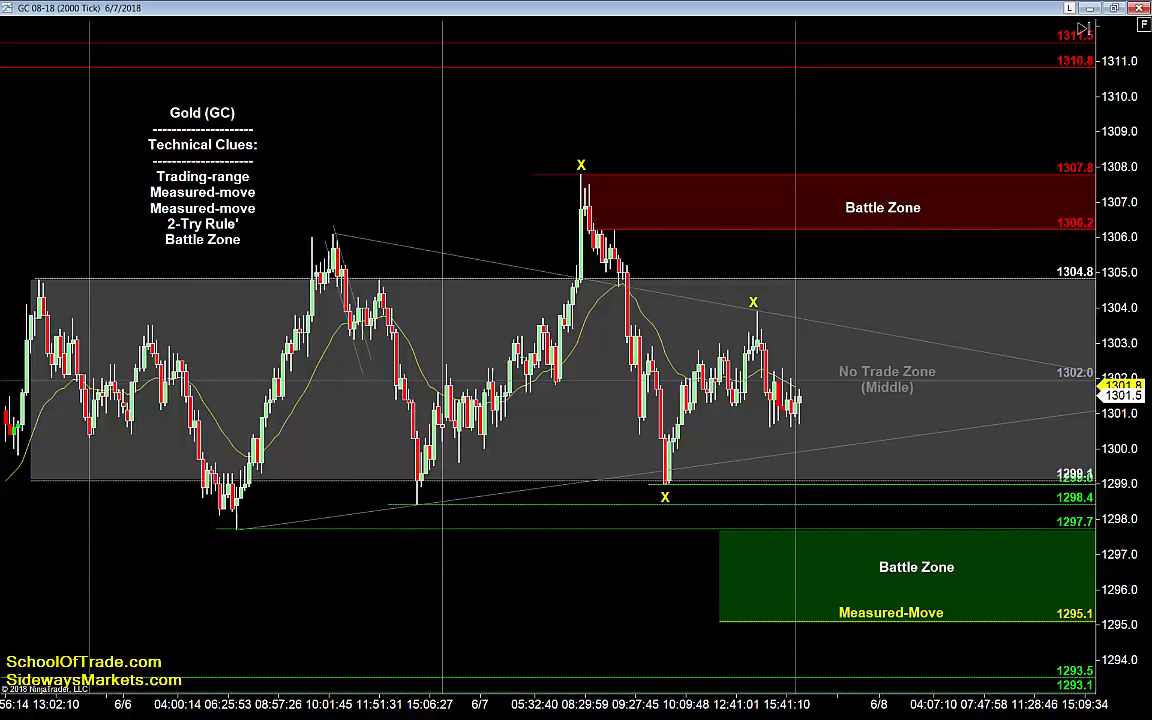 GC 08-18 (2000 Tick) 6/7/2018
L
F
1311.5
1311.0
1310.8
1310.0
Gold (GC)
--------------------
Technical Clues:
--------------------
Trading-range
Measured-move
Measured-move
2-Try Rule'
Battle Zone
1309.0
X
1308.0
1307.8
1307.0
Battle Zone
1306.2
1306.0
1305.0
1304.8
X
1304.0
1303.0
No Trade Zone
(Middle)
1302.0
1301.8
1301.5
1301.0
1300.0
1299.1
1299.0
X
1298.4
1298.0
1297.7
1297.0
Battle Zone
1296.0
Measured-Move
1295.1
1295.0
1294.0
SchoolOfTrade.com
1293.5
SidewaysMarkets.com
1293.1
© 2018 NinjaTrader, LLC
56:14 13:02:10 6/6 04:00:14 06:25:53 08:57:26 10:01:45 11:51:36 15:06:27 6/7 05:32:40 08:29:59 09:27:45 10:09:48 12:41:01 15:41:10 6/8 04:07:10 07:47:58 11:28:46 15:09:34